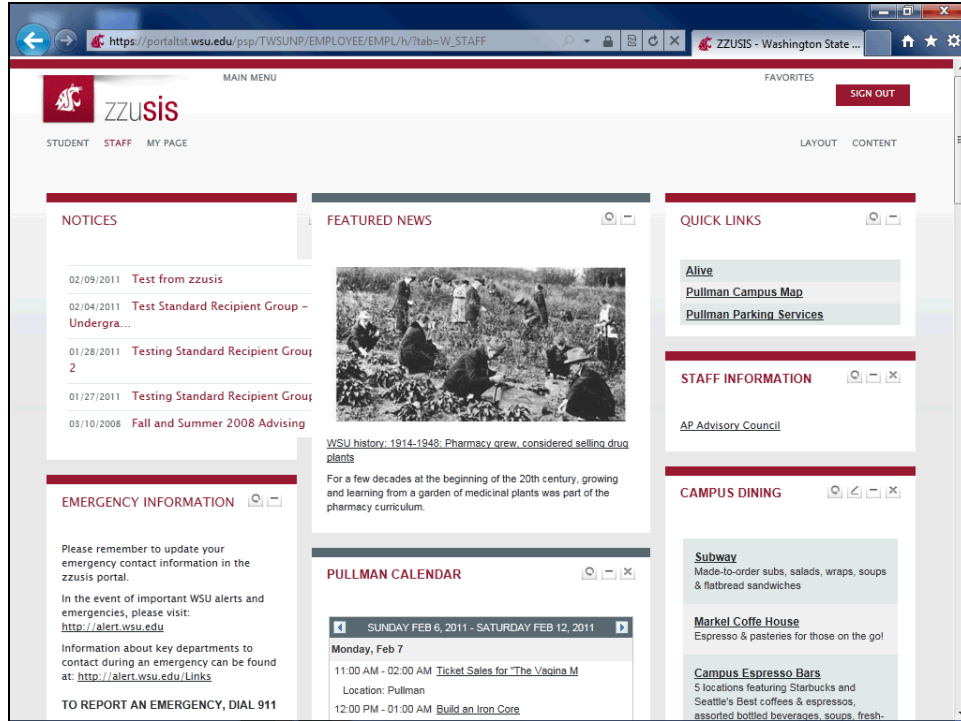 https://portaltst.wsu.edu/psp/TWSUNP/EMPLOYEE/EMPL/h/?tab=W_STAFF
ZZUSIS - Washington State ...
MAIN MENU
FAVORITES
SIGN OUT
zzusis
STUDENT STAFF MY PAGE
LAYOUT CONTENT
NOTICES
02/09/2011 Test from zzusis
02/04/2011 Test Standard Recipient Group –
Undergra...
01/28/2011 Testing Standard Recipient Group
2
01/27/2011 Testing Standard Recipient Group
03/10/2008 Fall and Summer 2008 Advising
EMERGENCY INFORMATION
Please remember to update your
emergency contact information in the
zzusis portal.
In the event of important WSU alerts and
emergencies, please visit:
http://alert.wsu.edu
Information about key departments to
contact during an emergency can be found
at: http://alert.wsu.edu/Links
TO REPORT AN EMERGENCY, DIAL 911
FEATURED NEWS
WSU history: 1914-1948: Pharmacy grew, considered selling drug
plants
For a few decades at the beginning of the 20th century, growing
and learning from a garden of medicinal plants was part of the
pharmacy curriculum.
PULLMAN CALENDAR
SUNDAY FEB 6, 2011 - SATURDAY FEB 12, 2011
Monday, Feb 7
11:00 AM - 02:00 AM Ticket Sales for "The Vagina M
Location: Pullman
12:00 PM - 01:00 AM Build an Iron Core
QUICK LINKS
Alive
Pullman Campus Map
Pullman Parking Services
STAFF INFORMATION
AP Advisory Council
CAMPUS DINING
Subway
Made-to-order subs, salads, wraps, soups
& flatbread sandwiches
Markel Coffe House
Espresso & pasteries for those on the go!
Campus Espresso Bars
5 locations featuring Starbucks and
Seattle's Best coffees & espressos,
assorted bottled beverages, soups, fresh-